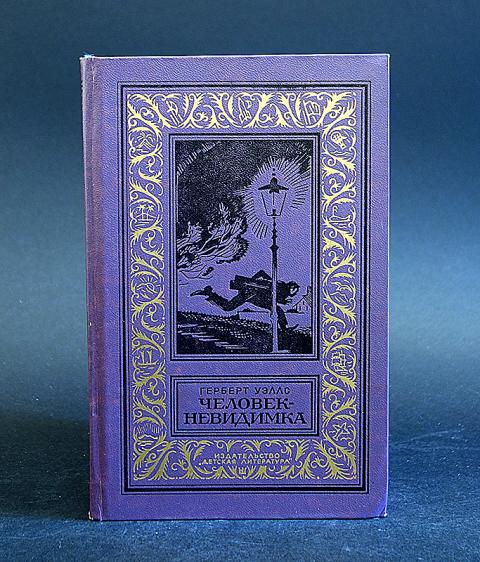 ГЕРБЕРТ УЭЛЛС
ЧЕЛОВЕК-
НЕВИДИМКА
ИЗДАТЕЛЬСТВО
„ДЕТСКАЯ ЛИТЕРАТУРА"